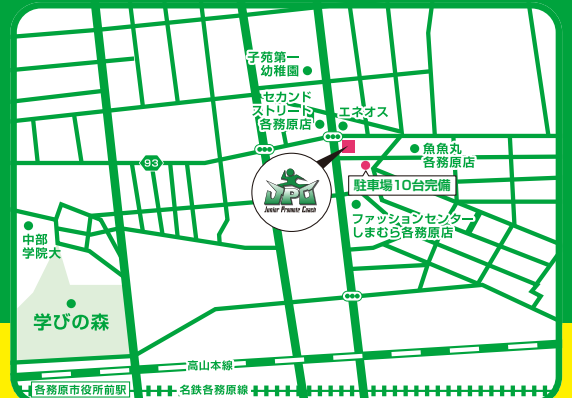 子苑第一
幼稚園
セカンド
ストリート
各務原店
エネオス
魚魚丸
各務原店
93
駐車場10台完備
JPC
Junior Promote Coach
ファッションセンター
しまむら各務原店
中部
学院大
学びの森
高山本線
各務原市役所前駅
名鉄各務原線